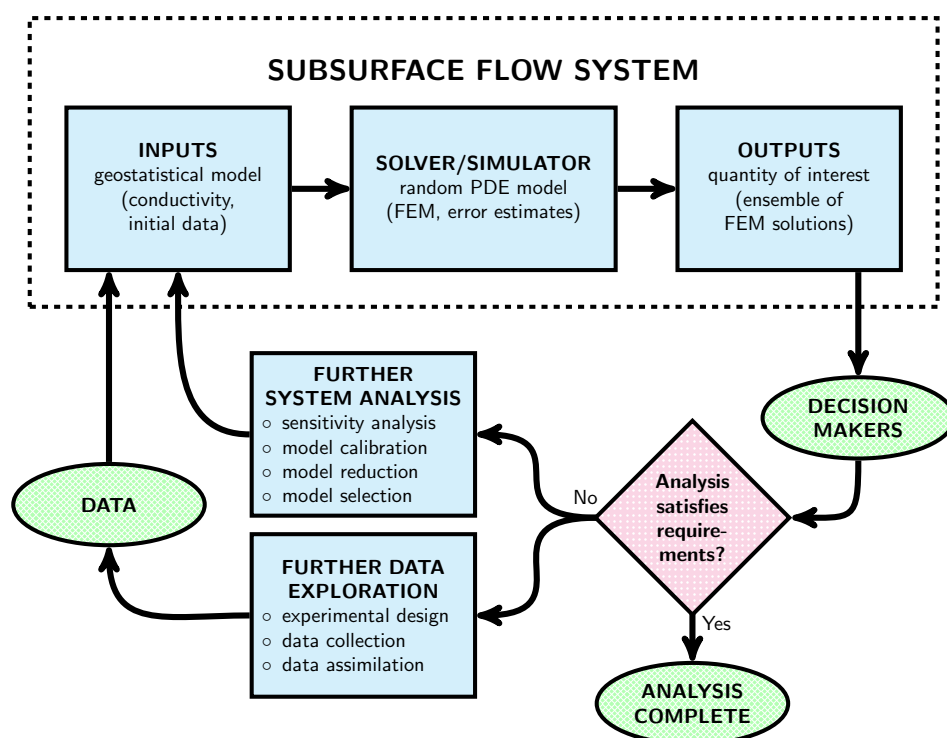 SUBSURFACE FLOW SYSTEM
INPUTS
geostatistical model
(conductivity,
initial data)
SOLVER/SIMULATOR
random PDE model
(FEM, error estimates)
OUTPUTS
quantity of interest
(ensemble of
FEM solutions)
FURTHER
SYSTEM ANALYSIS
○ sensitivity analysis
○ model calibration
○ model reduction
○ model selection
DECISION
MAKERS
Analysis
satisfies
require-
ments?
No
DATA
FURTHER DATA
EXPLORATION
○ experimental design
○ data collection
○ data assimilation
Yes
ANALYSIS
COMPLETE